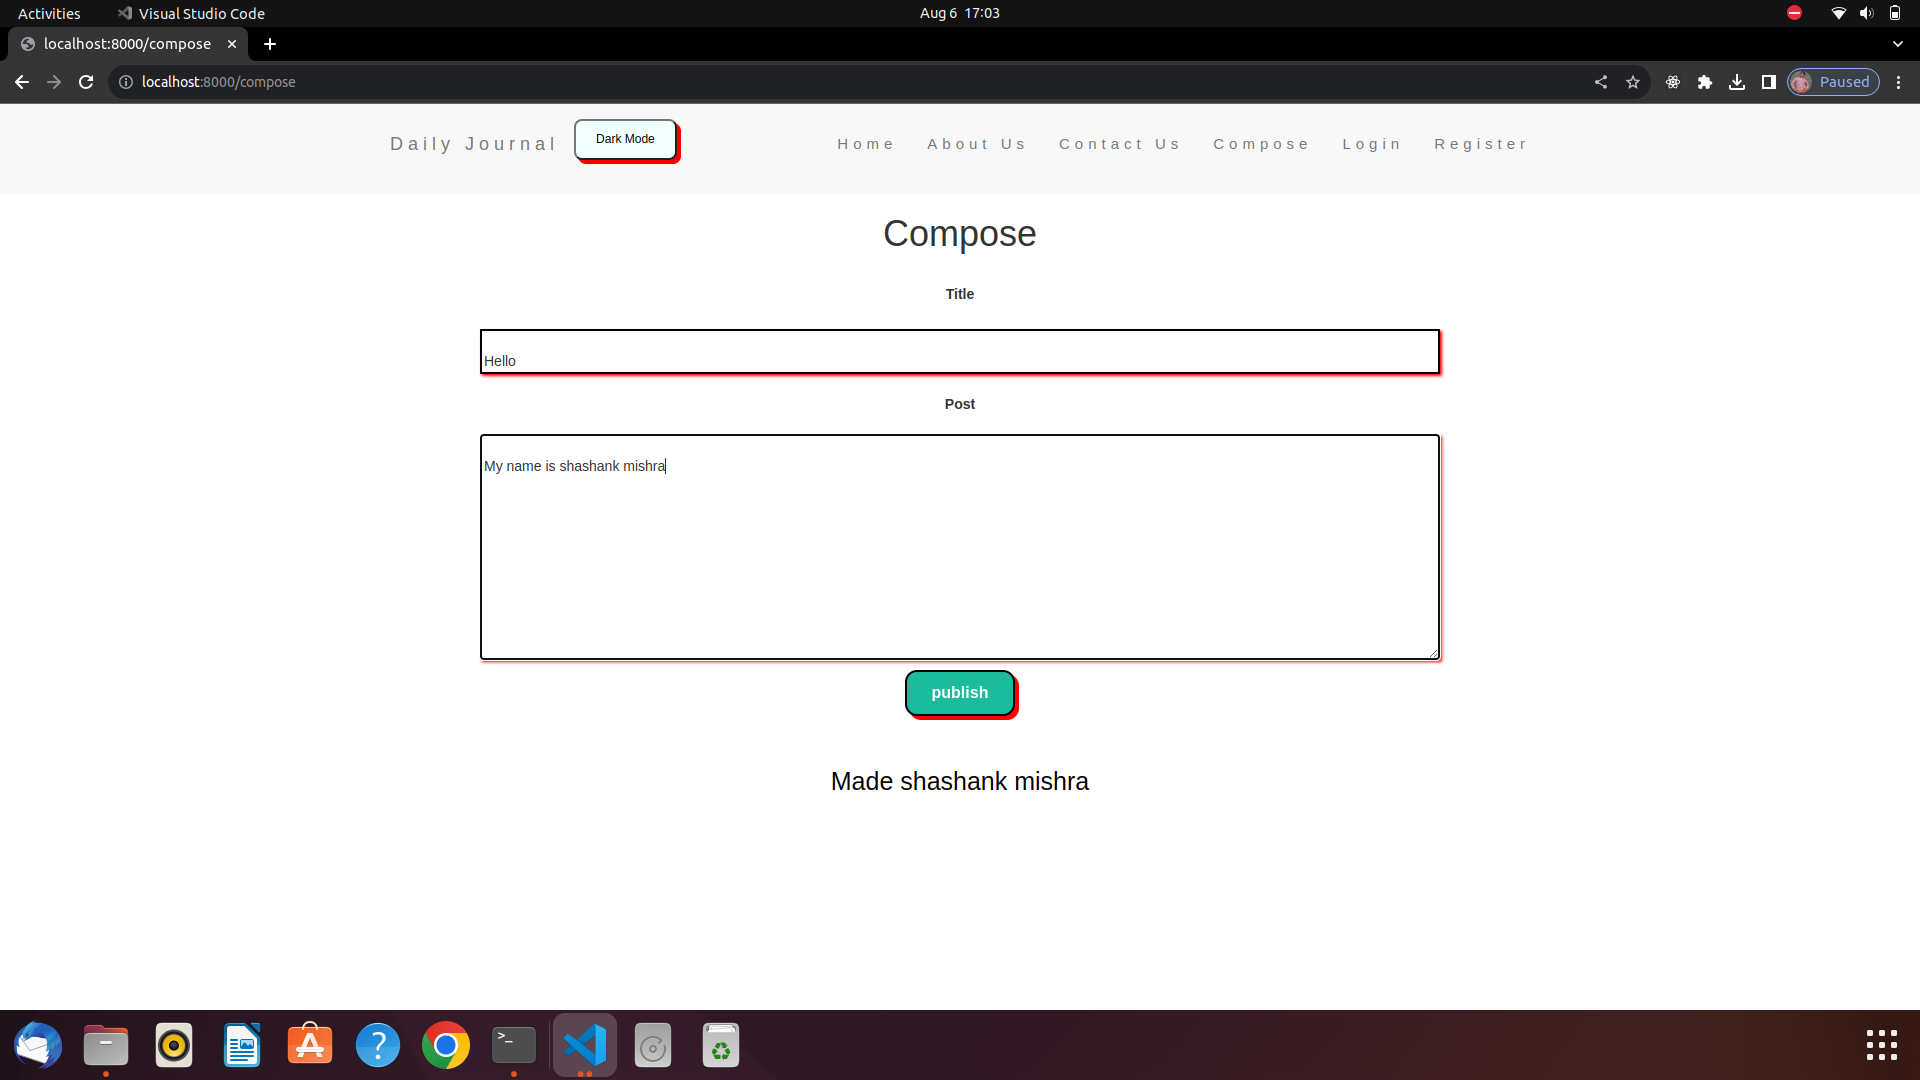 Activities Visual Studio Code Aug 6 17:03
localhost:8000/compose
localhost:8000/compose Paused
Daily Journal Dark Mode Home About Us Contact Us Compose Login Register
Compose
Title
Hello
Post
My name is shashank mishra
publish
Made shashank mishra